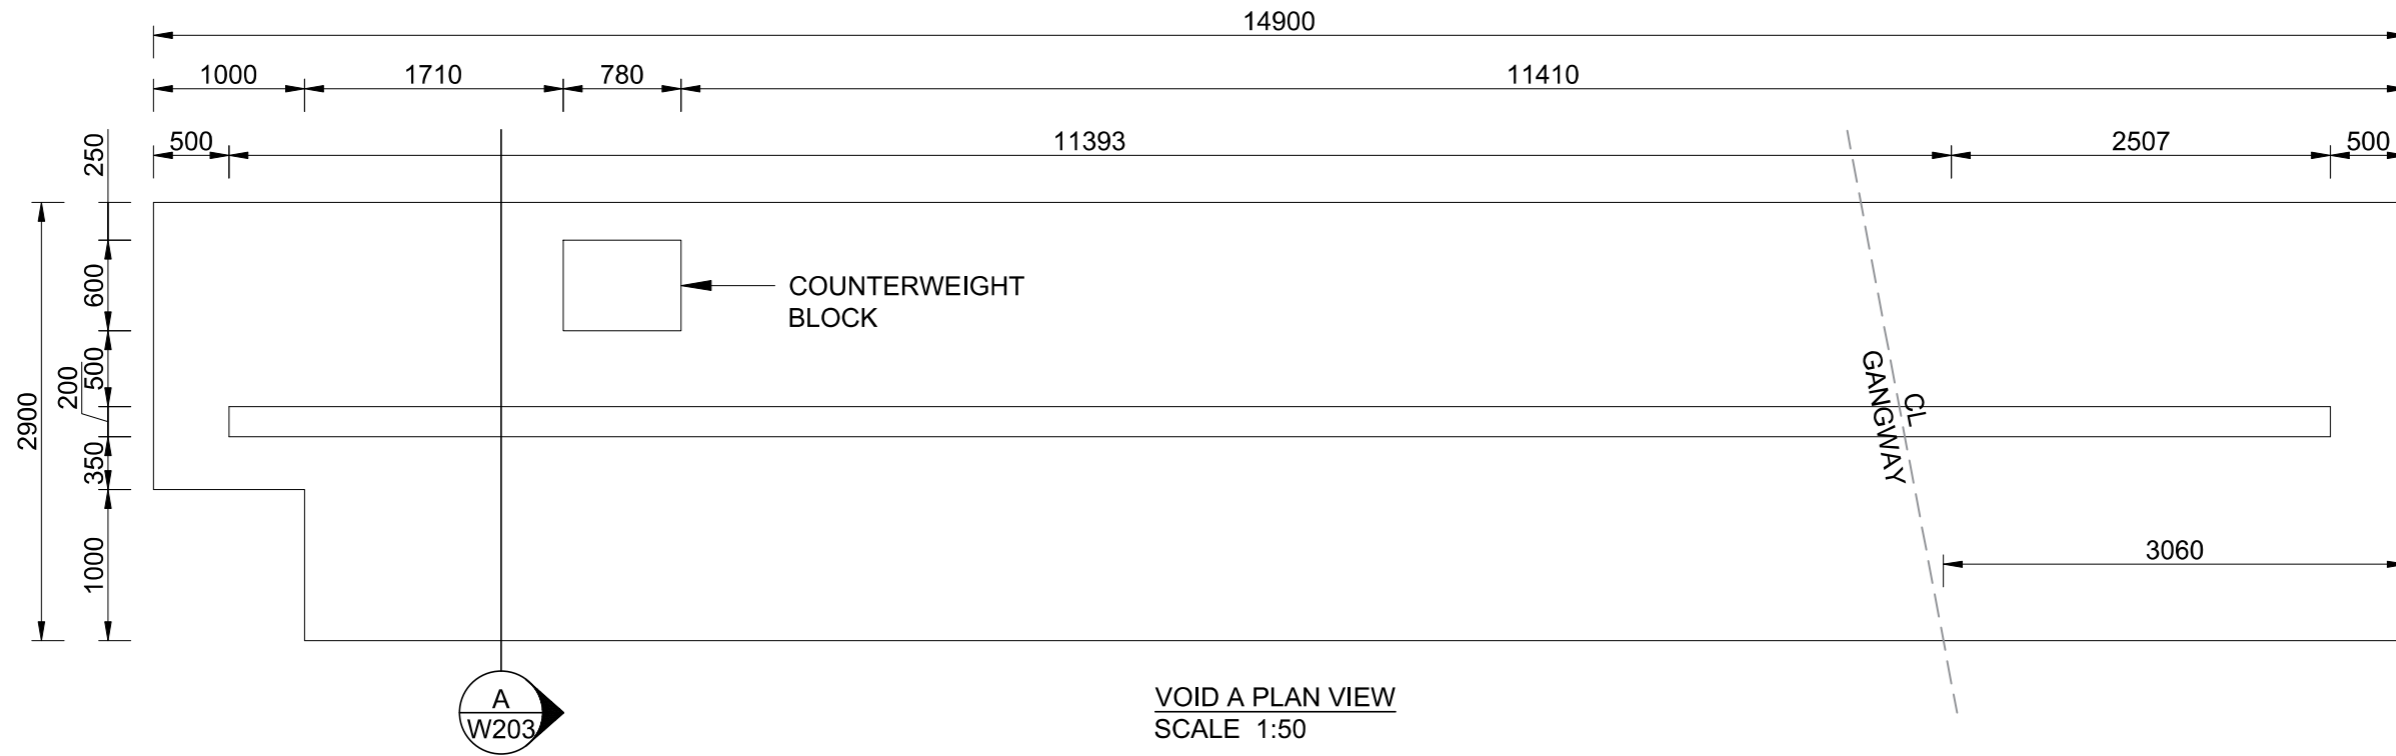 14900
1000
1710
780
11410
500
11393
2507
500
250
600
500
200
350
1000
2900
COUNTERWEIGHT
BLOCK
CL
GANGWAY
3060
A
W203
VOID A PLAN VIEW
SCALE 1:50